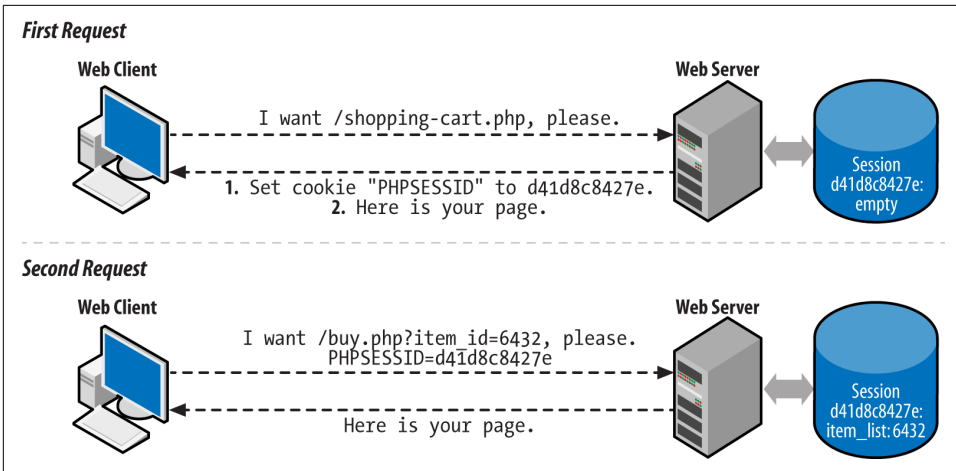 First Request
Web Client
Web Server
I want /shopping-cart.php, please.
1. Set cookie "PHPSESSID" to d41d8c8427e.
2. Here is your page.
Session
d41d8c8427e:
empty
Second Request
Web Client
Web Server
I want /buy.php?item_id=6432, please.
PHPSESSID=d41d8c8427e
Here is your page.
Session
d41d8c8427e:
item_list:6432